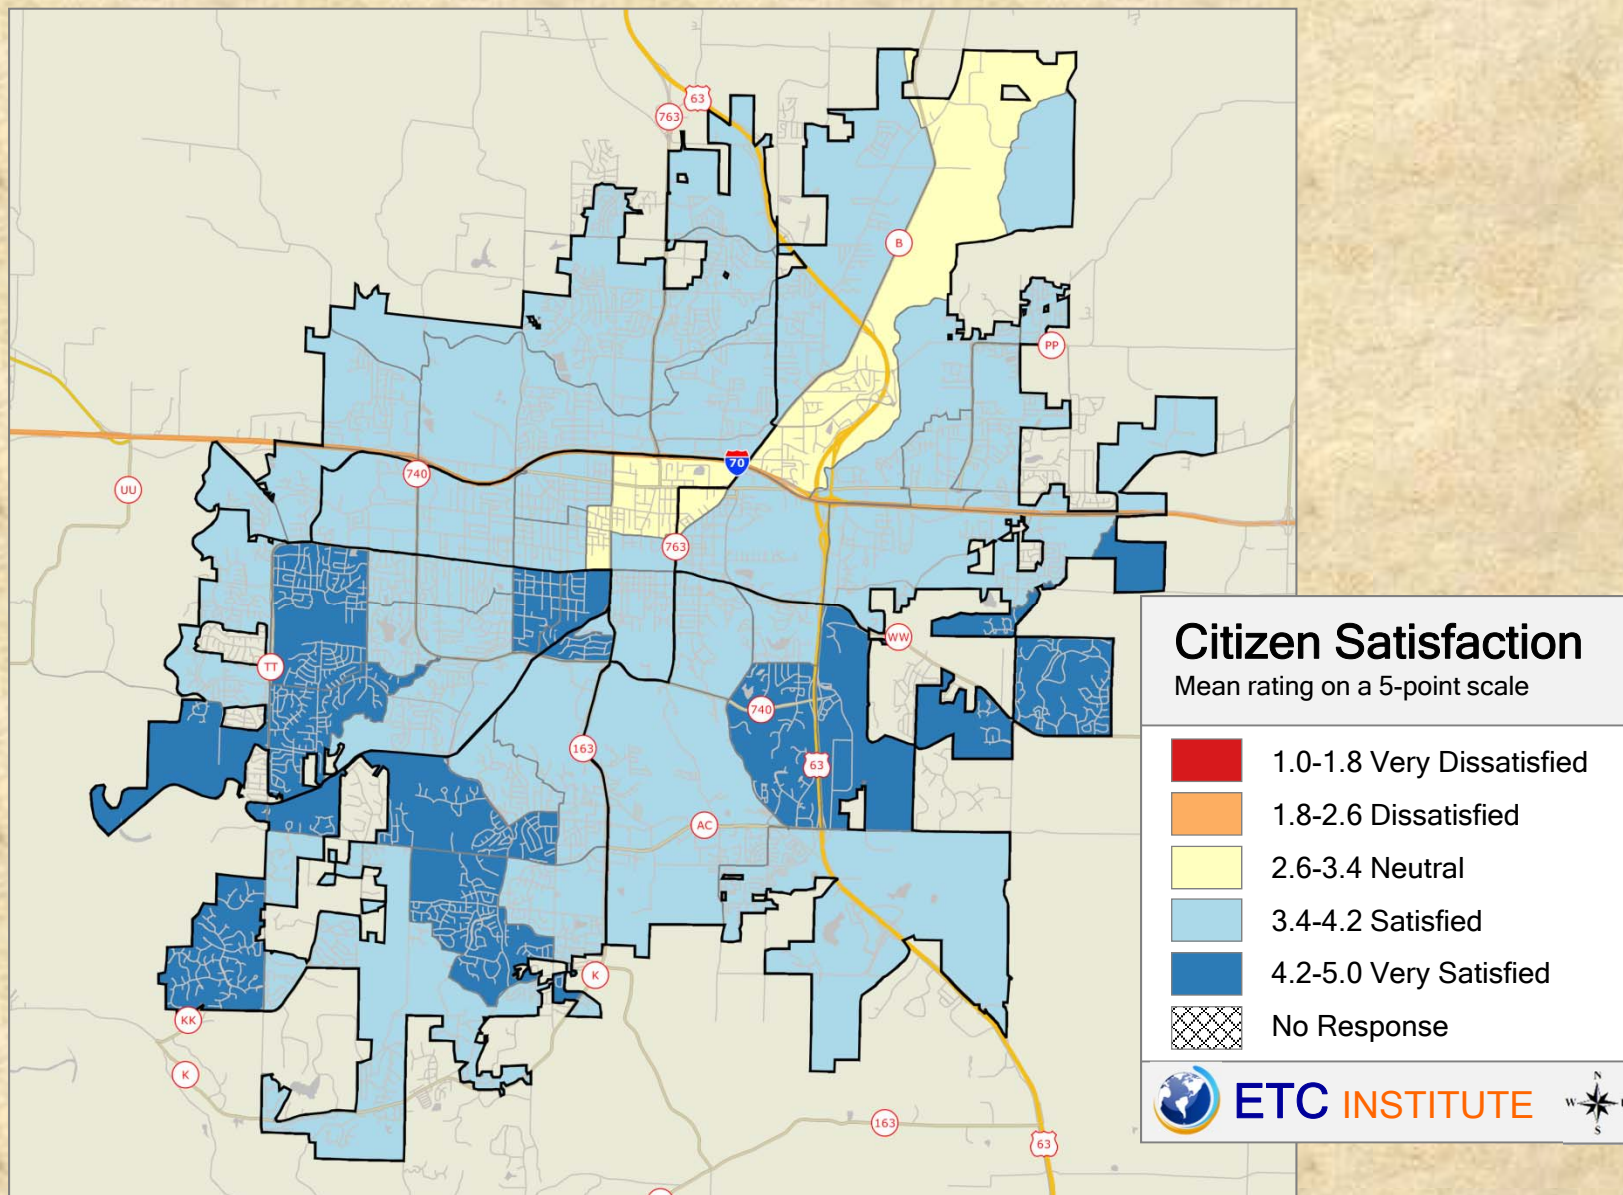 63
763
B
PP
70
740
UU
763
WW
TT
740
163
63
AC
K
KK
K
163
63
Citizen Satisfaction
Mean rating on a 5-point scale
1.0-1.8 Very Dissatisfied
1.8-2.6 Dissatisfied
2.6-3.4 Neutral
3.4-4.2 Satisfied
4.2-5.0 Very Satisfied
No Response
ETC INSTITUTE
N
W
S